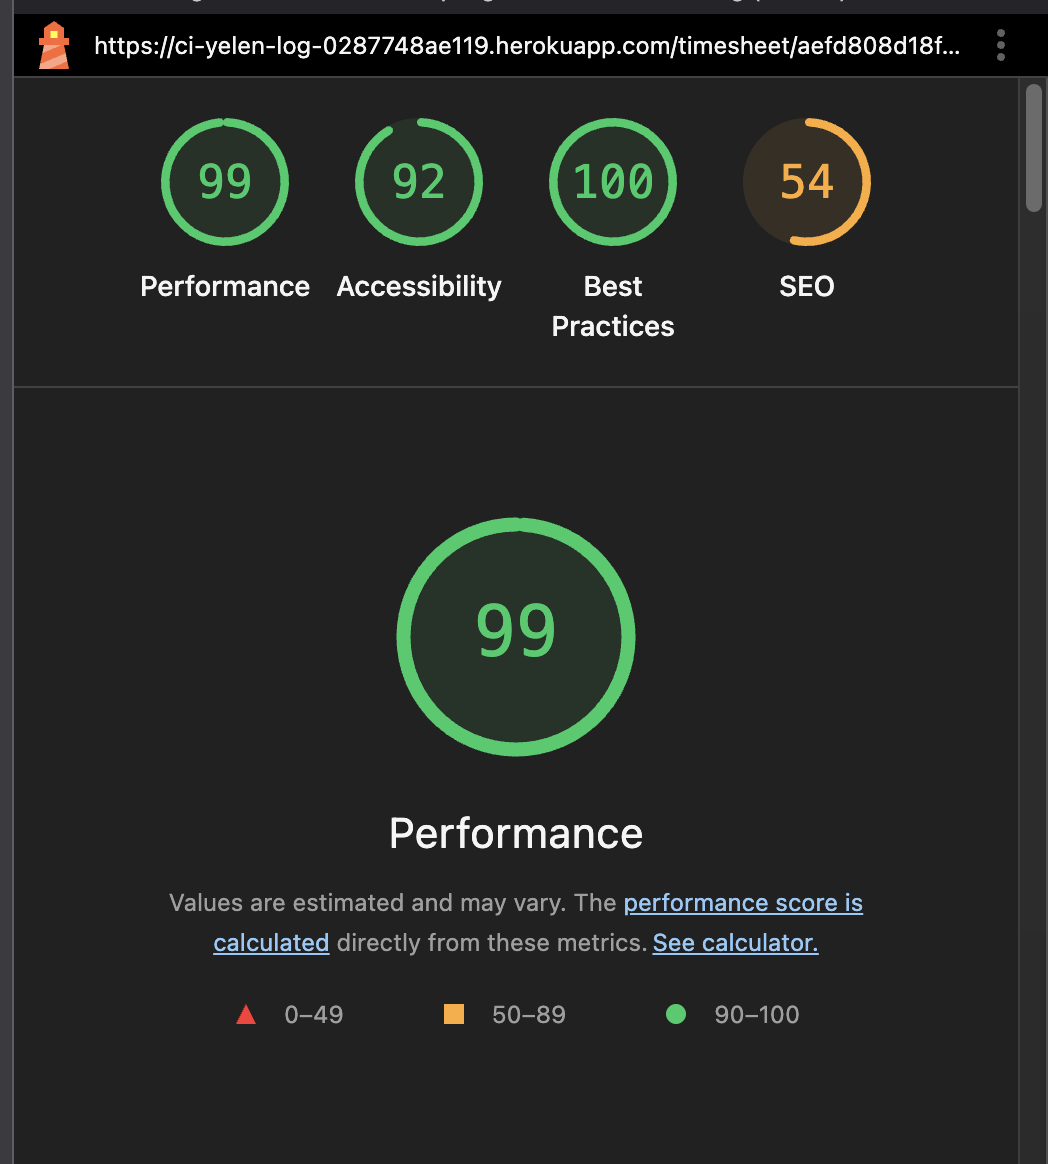 https://ci-yelen-log-0287748ae119.herokuapp.com/timesheet/aefd808d18f...
99
92
100
54
Performance
Accessibility
Best
Practices
SEO
99
Performance
Values are estimated and may vary. The performance score is
calculated directly from these metrics. See calculator.
0–49
50–89
90–100